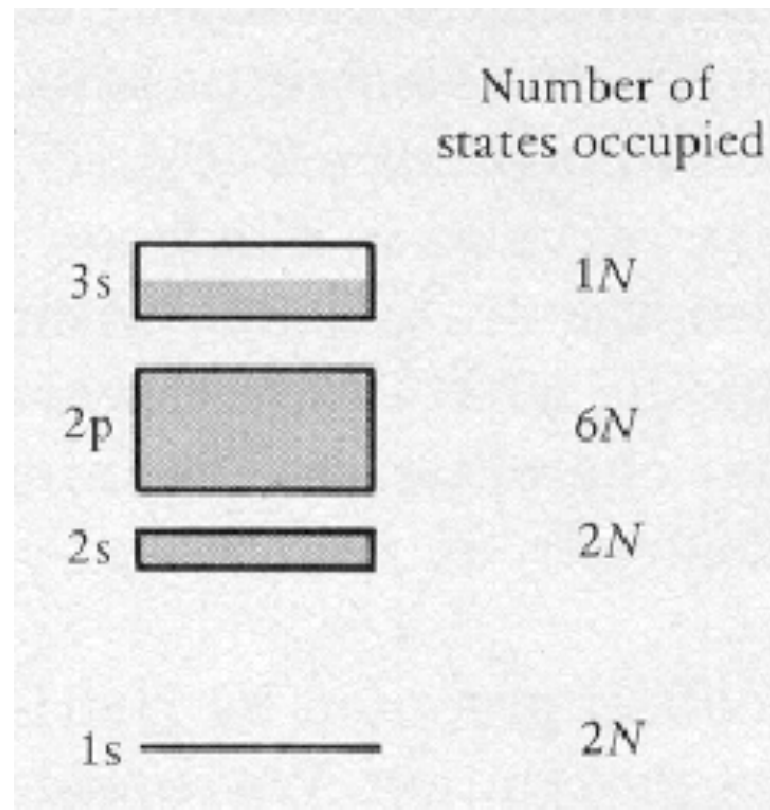 Number of
states occupied
3s 1N
2p 6N
2s 2N
1s 2N